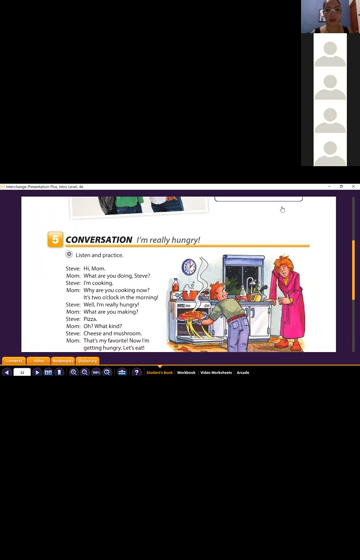 Interchange Presentation Plus, Intro Level, 4e
5 CONVERSATION I'm really hungry!
Listen and practice.
Steve: Hi, Mom.
Mom: What are you doing, Steve?
Steve: I'm cooking.
Mom: Why are you cooking now?
It's two o'clock in the morning!
Steve: Well, I'm really hungry!
Mom: What are you making?
Steve: Pizza.
Mom: Oh? What kind?
Steve: Cheese and mushroom.
Mom: That's my favorite! Now I'm
getting hungry. Let's eat!
Contents Video Bookmarks Dictionary
Student's Book Workbook Video Worksheets Arcade